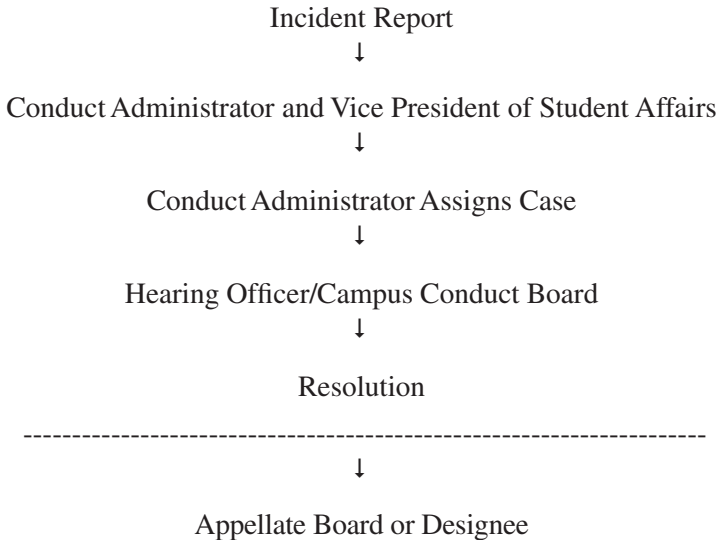 Incident Report
↓
Conduct Administrator and Vice President of Student Affairs
↓
Conduct Administrator Assigns Case
↓
Hearing Officer/Campus Conduct Board
↓
Resolution
-----------------------------------------------------------------------
↓
Appellate Board or Designee